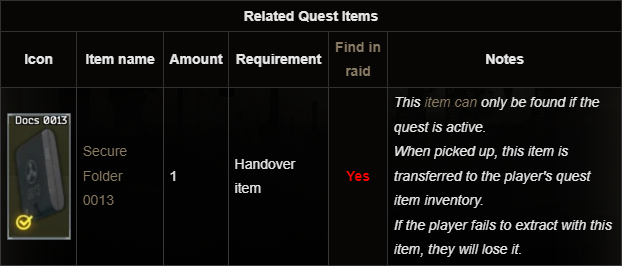 Related Quest Items
Icon
Item name
Amount
Requirement
Find in
raid
Notes
Docs 0013
Secure
Folder
0013
1
Handover
item
Yes
This item can only be found if the
quest is active.
When picked up, this item is
transferred to the player's quest
item inventory.
If the player fails to extract with this
item, they will lose it.